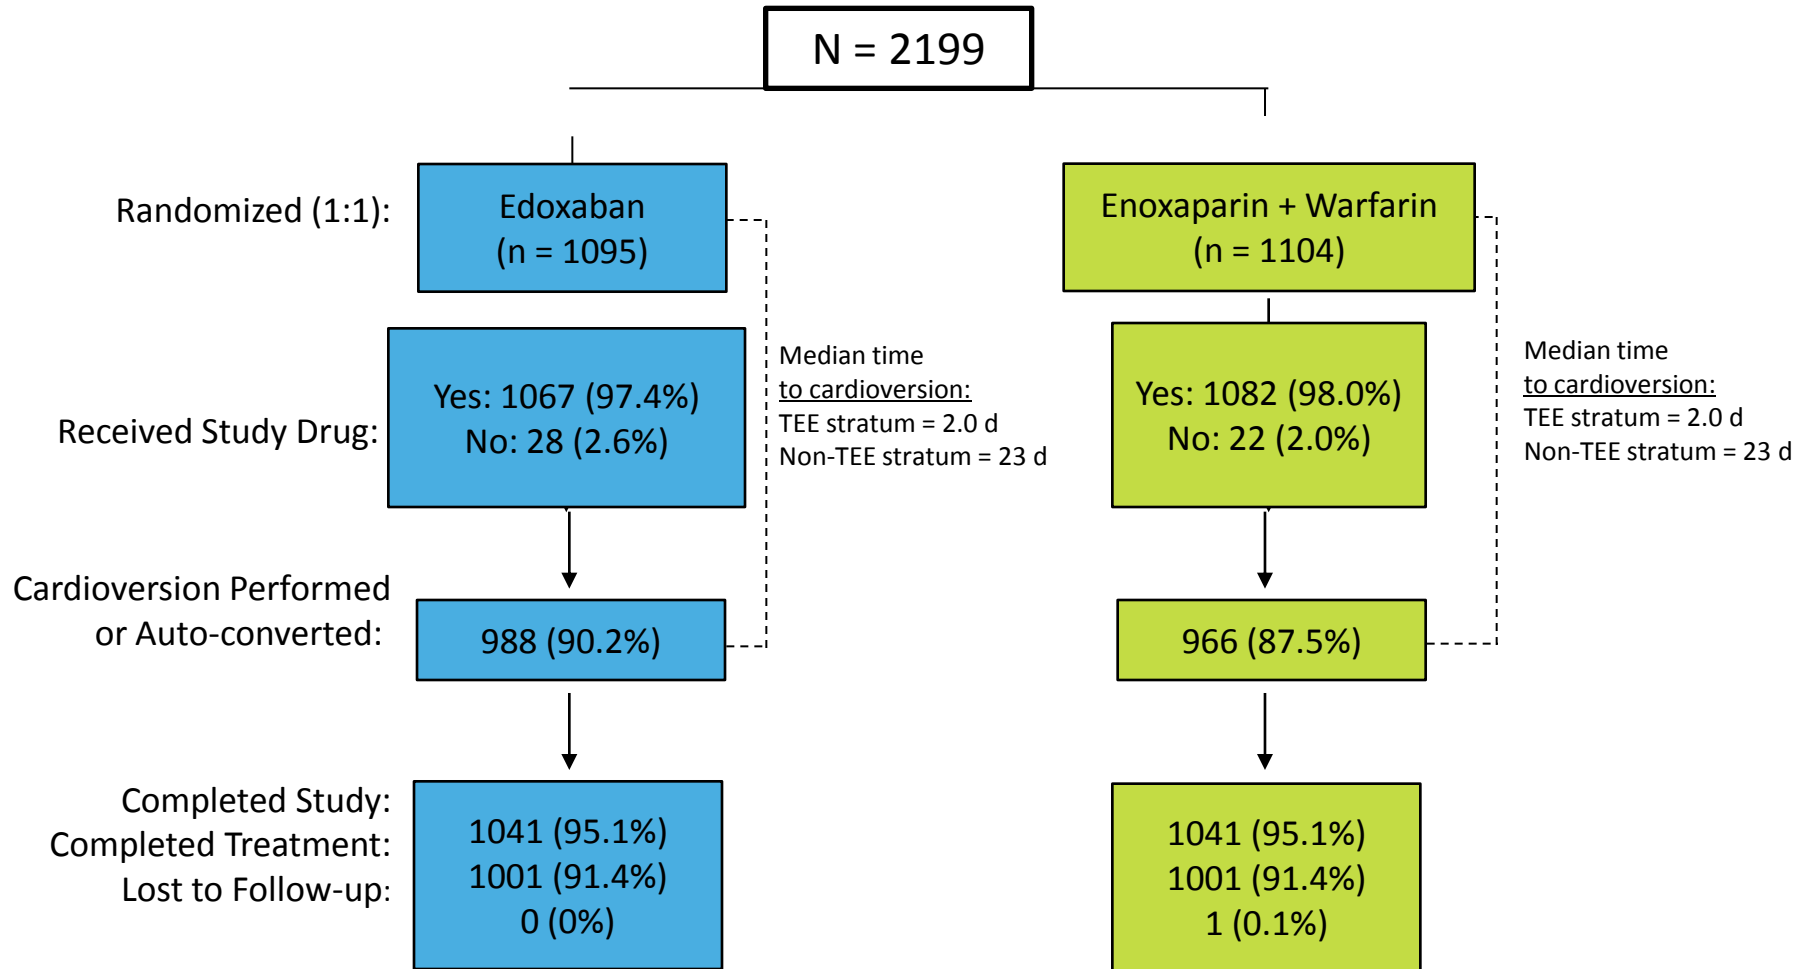 N = 2199
Randomized (1:1):
Edoxaban
(n = 1095)
Enoxaparin + Warfarin
(n = 1104)
Received Study Drug:
Yes: 1067 (97.4%)
No: 28 (2.6%)
Median time
to cardioversion:
TEE stratum = 2.0 d
Non-TEE stratum = 23 d
Yes: 1082 (98.0%)
No: 22 (2.0%)
Median time
to cardioversion:
TEE stratum = 2.0 d
Non-TEE stratum = 23 d
Cardioversion Performed
or Auto-converted:
988 (90.2%)
966 (87.5%)
Completed Study:
Completed Treatment:
Lost to Follow-up:
1041 (95.1%)
1001 (91.4%)
0 (0%)
1041 (95.1%)
1001 (91.4%)
1 (0.1%)